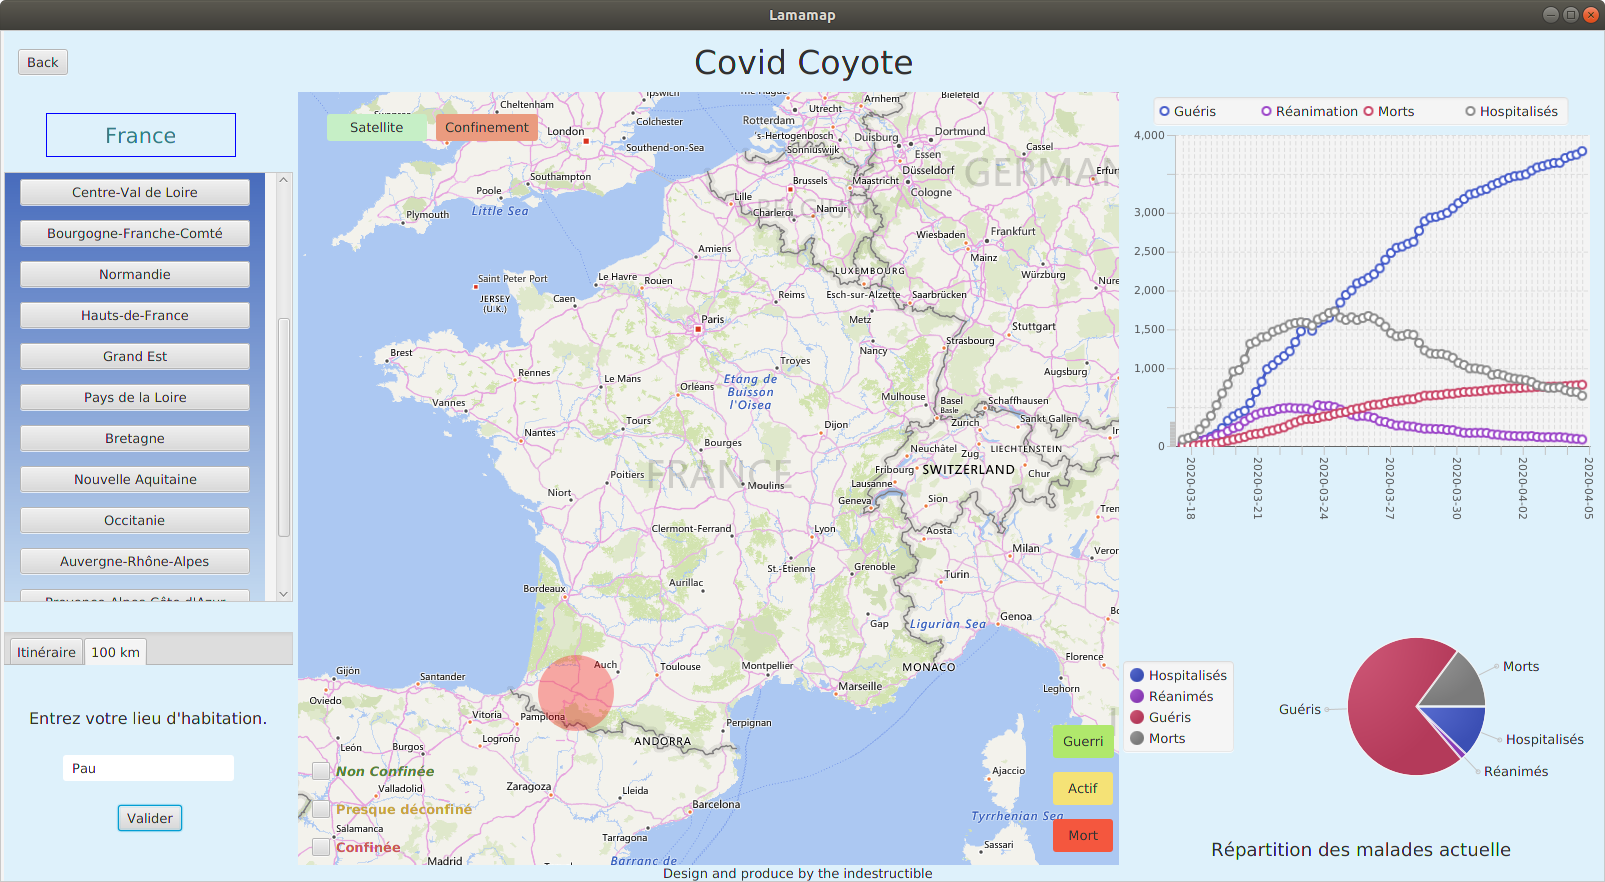 Lamamap
Back
Covid Coyote
France
Centre-Val de Loire
Bourgogne-Franche-Comté
Normandie
Hauts-de-France
Grand Est
Pays de la Loire
Bretagne
Nouvelle Aquitaine
Occitanie
Auvergne-Rhône-Alpes
Itinéraire
100 km
Entrez votre lieu d'habitation.
Pau
Valider
Satellite
Confinement
Ipswich
Cheltenham
London
Colchester
Southend-on-Sea
Southampton
Poole
Little Sea
Plymouth
Utrecht
Arnhem
Bielefeld
Rotterdam
's-Hertogenbosch
Sonniuswijk
Duisburg
Dortmund
Essen
Düsseldorf
Cassel
GERMAN
Erfur
Brussels
Maastricht
Cologne
Lille
Charleroi
Namur
Wiesbaden
Frankfurt
Mainz
Würzburg
Amiens
LUXEMBOURG
Nure
Saint Peter Port
JERSEY
(U.K.)
Le Havre
Rouen
Caen
Reims
Esch-sur-Alzette
Saarbrücken
Paris
Metz
Stuttgart
Strasbourg
Brest
Nancy
Troyes
Rennes
Le Mans
Orléans
Etang de
Buisson
l'Oisea
Augsburg
Mulhouse
Basel
Basle
Schaffhausen
Vannes
Tours
Dijon
Zurich
Sankt Gallen
Nantes
Bourges
Neuchâtel
Zug
LIECHTENSTEIN
In
Poitiers
FRANCE
Moulins
Fribourg
SWITZERLAND
Chur
Lausanne
Niort
Geneva
Sion
Tren
Clermont-Ferrand
Lyon
Aosta
Milan
Veror
St.-Etienne
Grenoble
Turin
Bordeaux
Aurillac
Gap
Ligurian Sea
Genoa
Bo
Auch
Toulouse
Montpellier
MONACO
Florence
Gijón
Santander
Oviedo
Marseille
Leghorn
Vitoria
Pamplona
Perpignan
León
Burgos
Logroño
ANDORRA
Valladolid
Zaragoza
Lleida
Barcelona
Ajaccio
Salamanca
Tarragona
Tyrrhenian Sea
Madrid
Barranc de
Sassari
Non Confinée
Presque déconfiné
Confinée
Guerri
Actif
Mort
Design and produce by the indestructible
Guéris
Réanimation
Morts
Hospitalisés
4,000
3,000
2,500
2,000
1,500
1,000
0
2020-03-18
2020-03-21
2020-03-24
2020-03-27
2020-03-30
2020-04-02
2020-04-05
Hospitalisés
Réanimés
Guéris
Morts
Morts
Guéris
Hospitalisés
Réanimés
Répartition des malades actuelle